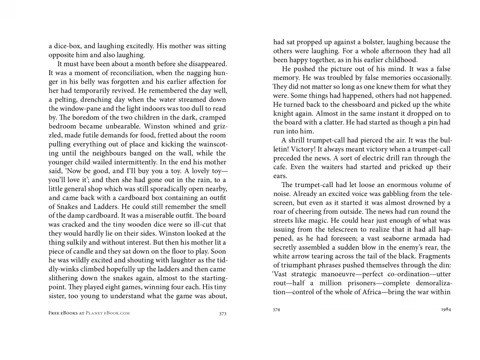 a dice-box, and laughing excitedly. His mother was sitting
opposite him and also laughing.
It must have been about a month before she disappeared.
It was a moment of reconciliation, when the nagging hun-
ger in his belly was forgotten and his earlier affection for
her had temporarily revived. He remembered the day well,
a pelting, drenching day when the water streamed down
the window-pane and the light indoors was too dull to read
by. The boredom of the two children in the dark, cramped
bedroom became unbearable. Winston whined and griz-
zled, made futile demands for food, fretted about the room
pulling everything out of place and kicking the wainscot-
ing until the neighbours banged on the wall, while the
younger child wailed intermittently. In the end his mother
said, 'Now be good, and I'll buy you a toy. A lovely toy—
you'll love it'; and then she had gone out in the rain, to a
little general shop which was still sporadically open nearby,
and came back with a cardboard box containing an outfit
of Snakes and Ladders. He could still remember the smell
of the damp cardboard. It was a miserable outfit. The board
was cracked and the tiny wooden dice were so ill-cut that
they would hardly lie on their sides. Winston looked at the
thing sulkily and without interest. But then his mother lit a
piece of candle and they sat down on the floor to play. Soon
he was wildly excited and shouting with laughter as the tid-
dly-winks climbed hopefully up the ladders and then came
slithering down the snakes again, almost to the starting-
point. They played eight games, winning four each. His tiny
sister, too young to understand what the game was about,
Free eBooks at Planet eBook.com
373
had sat propped up against a bolster, laughing because the
others were laughing. For a whole afternoon they had all
been happy together, as in his earlier childhood.
He pushed the picture out of his mind. It was a false
memory. He was troubled by false memories occasionally.
They did not matter so long as one knew them for what they
were. Some things had happened, others had not happened.
He turned back to the chessboard and picked up the white
knight again. Almost in the same instant it dropped on to
the board with a clatter. He had started as though a pin had
run into him.
A shrill trumpet-call had pierced the air. It was the bul-
letin! Victory! It always meant victory when a trumpet-call
preceded the news. A sort of electric drill ran through the
cafe. Even the waiters had started and pricked up their
ears.
The trumpet-call had let loose an enormous volume of
noise. Already an excited voice was gabbling from the tele-
screen, but even as it started it was almost drowned by a
roar of cheering from outside. The news had run round the
streets like magic. He could hear just enough of what was
issuing from the telescreen to realize that it had all hap-
pened, as he had foreseen; a vast seaborne armada had
secretly assembled a sudden blow in the enemy's rear, the
white arrow tearing across the tail of the black. Fragments
of triumphant phrases pushed themselves through the din:
'Vast strategic manoeuvre—perfect co-ordination—utter
rout—half a million prisoners—complete demoraliza-
tion—control of the whole of Africa—bring the war within
374
1984